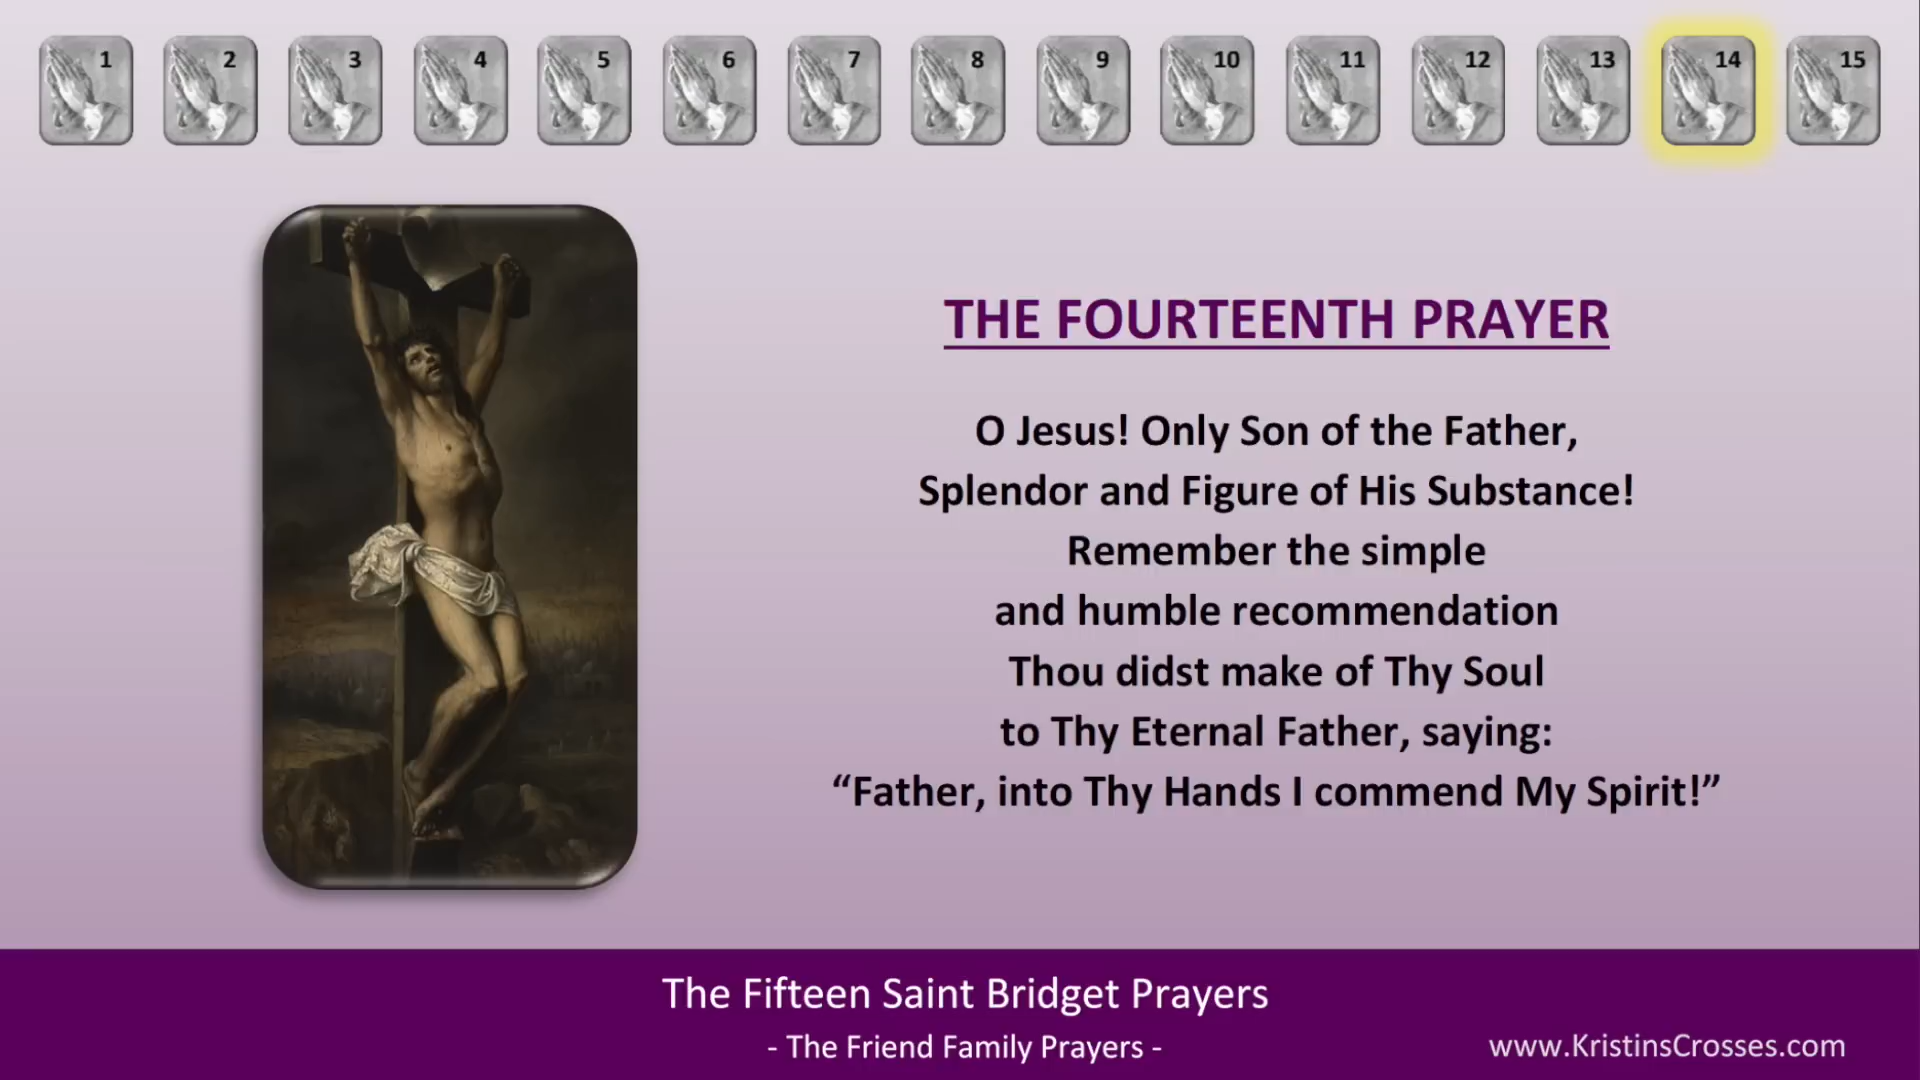 1 2 3 4 5 6 7 8 9 10 11 12 13 14 15
THE FOURTEENTH PRAYER
O Jesus! Only Son of the Father,
Splendor and Figure of His Substance!
Remember the simple
and humble recommendation
Thou didst make of Thy Soul
to Thy Eternal Father, saying:
“Father, into Thy Hands I commend My Spirit!”
The Fifteen Saint Bridget Prayers
- The Friend Family Prayers -
www.KristinsCrosses.com